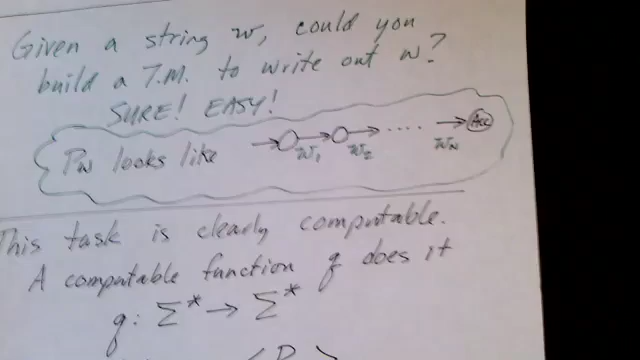 Given a string w, could you
build a T.M. to write out w?
SURE! EASY!
Pw looks like w₁ w₂ .... wN Acc
This task is clearly computable.
A computable function q does it
q: Σ* → Σ*